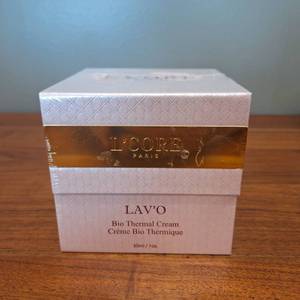 L'CORE
PARIS
LAV'O
Bio Thermal Cream
Crème Bio Thermique